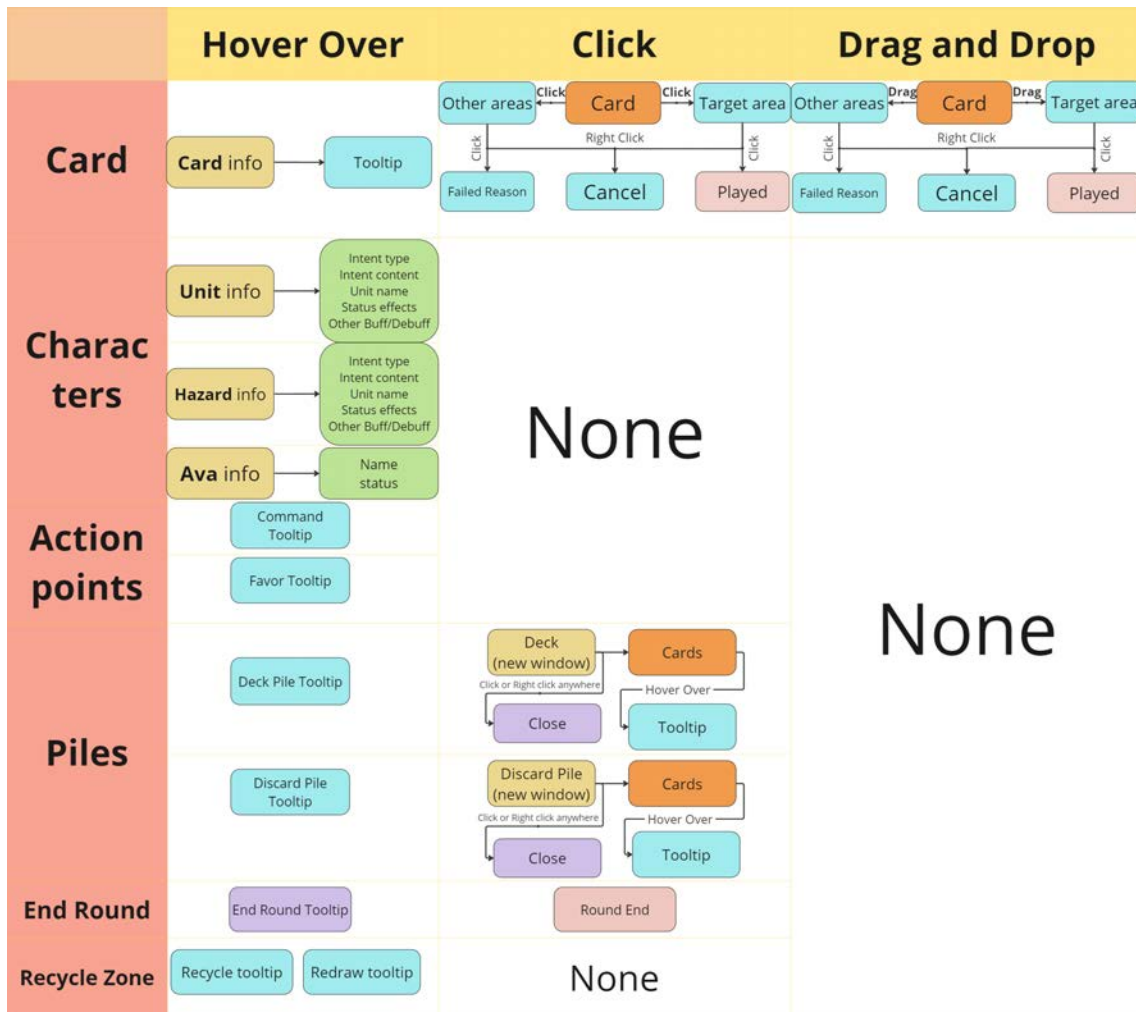 Hover Over
Click
Drag and Drop
Card
Card info
Tooltip
Other areas
Click
Card
Click
Target area
Right Click
Click
Click
Failed Reason
Cancel
Played
Other areas
Drag
Card
Drag
Target area
Right Click
Click
Click
Failed Reason
Cancel
Played
Charac
ters
Unit info
Intent type
Intent content
Unit name
Status effects
Other Buff/Debuff
Hazard info
Intent type
Intent content
Unit name
Status effects
Other Buff/Debuff
Ava info
Name
status
None
None
Action
points
Command
Tooltip
Favor Tooltip
Piles
Deck Pile Tooltip
Deck
(new window)
Cards
Click or Right click anywhere
Hover Over
Close
Tooltip
Discard Pile
Tooltip
Discard Pile
(new window)
Cards
Click or Right click anywhere
Hover Over
Close
Tooltip
End Round
End Round Tooltip
Round End
Recycle Zone
Recycle tooltip
Redraw tooltip
None